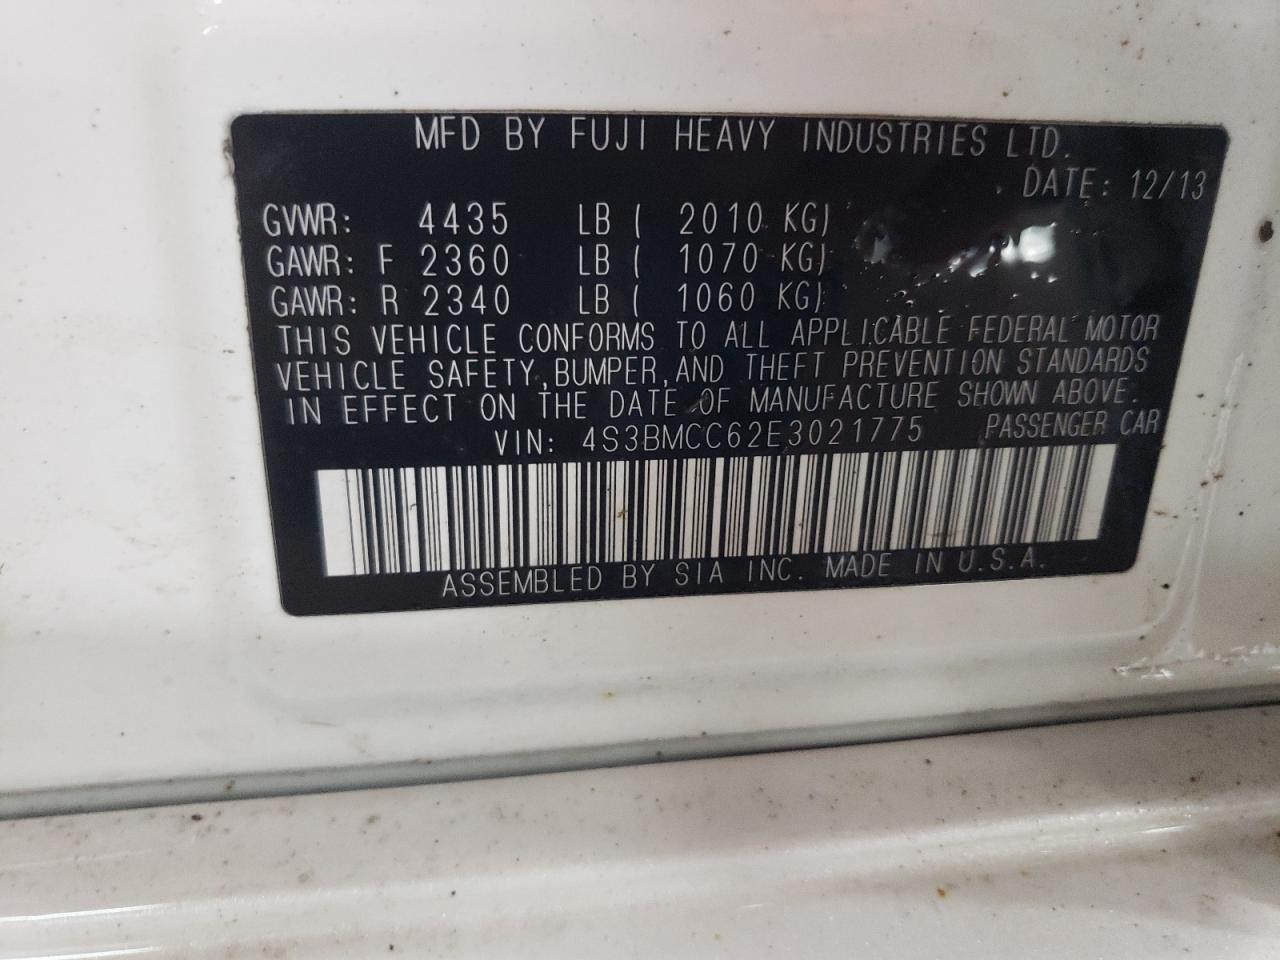 MFD BY FUJI HEAVY INDUSTRIES LTD.
DATE: 12/13
GVWR: 4435 LB ( 2010 KG)
GAWR: F 2360 LB ( 1070 KG)
GAWR: R 2340 LB ( 1060 KG)
THIS VEHICLE CONFORMS TO ALL APPLICABLE FEDERAL MOTOR
VEHICLE SAFETY, BUMPER, AND THEFT PREVENTION STANDARDS
IN EFFECT ON THE DATE OF MANUFACTURE SHOWN ABOVE.
VIN: 4S3BMCC62E3021775 PASSENGER CAR
ASSEMBLED BY SIA INC. MADE IN U.S.A.